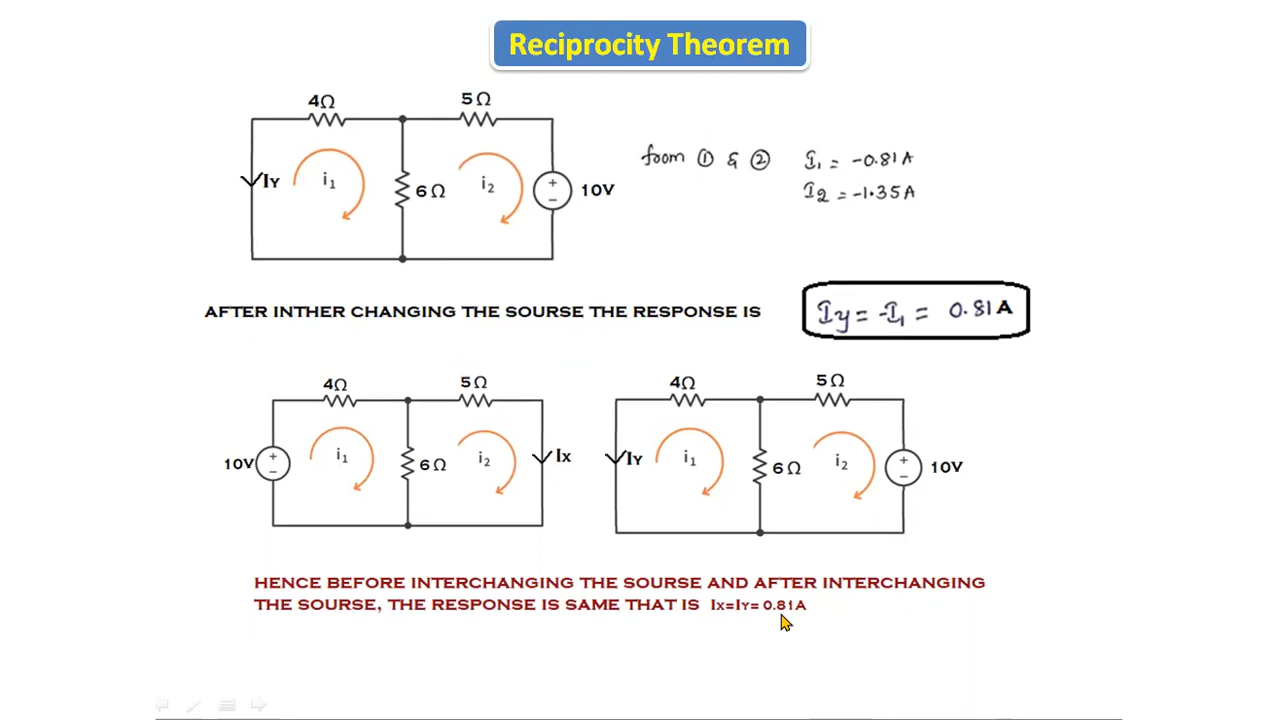 Reciprocity Theorem
4Ω
5Ω
IY
i1
6Ω
i2
10V
from ① & ② I1 = -0.81A
I2 = -1.35A
AFTER INTHER CHANGING THE SOURSE THE RESPONSE IS
Iy = -I1 = 0.81A
4Ω
5Ω
10V
i1
6Ω
i2
IX
4Ω
5Ω
IY
i1
6Ω
i2
10V
HENCE BEFORE INTERCHANGING THE SOURSE AND AFTER INTERCHANGING
THE SOURSE, THE RESPONSE IS SAME THAT IS IX=IY= 0.81A